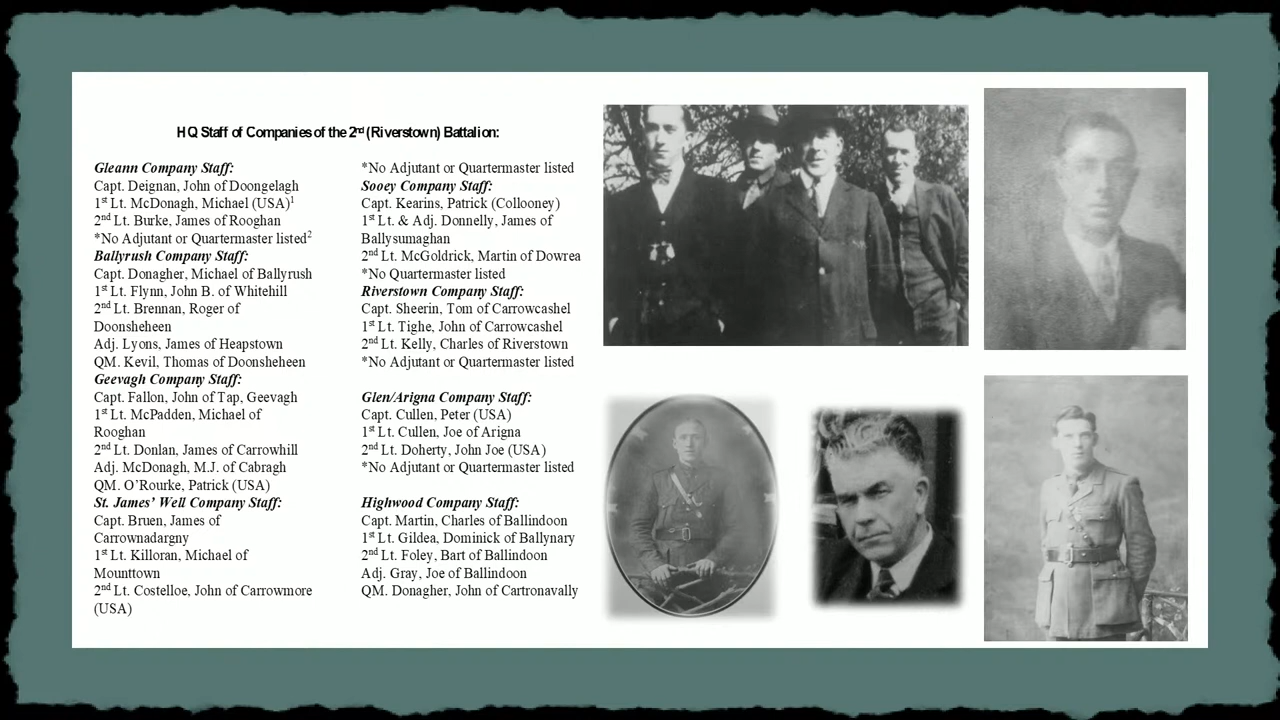 HQ Staff of Companies of the 2nd (Riverstown) Battalion:
Gleann Company Staff:
Capt. Deignan, John of Doongelagh
1st Lt. McDonagh, Michael (USA)1
2nd Lt. Burke, James of Rooghan
*No Adjutant or Quartermaster listed2
Ballyrush Company Staff:
Capt. Donagher, Michael of Ballyrush
1st Lt. Flynn, John B. of Whitehill
2nd Lt. Brennan, Roger of
Doonsheheen
Adj. Lyons, James of Heapstown
QM. Kevil, Thomas of Doonsheheen
Geevagh Company Staff:
Capt. Fallon, John of Tap, Geevagh
1st Lt. McPadden, Michael of
Rooghan
2nd Lt. Donlan, James of Carrowhill
Adj. McDonagh, M.J. of Cabragh
QM. O'Rourke, Patrick (USA)
St. James' Well Company Staff:
Capt. Bruen, James of
Carrownadargny
1st Lt. Killoran, Michael of
Mounttown
2nd Lt. Costelloe, John of Carrowmore
(USA)
*No Adjutant or Quartermaster listed
Sooey Company Staff:
Capt. Kearins, Patrick (Collooney)
1st Lt. & Adj. Donnelly, James of
Ballysumaghan
2nd Lt. McGoldrick, Martin of Dowrea
*No Quartermaster listed
Riverstown Company Staff:
Capt. Sheerin, Tom of Carrowcashel
1st Lt. Tighe, John of Carrowcashel
2nd Lt. Kelly, Charles of Riverstown
*No Adjutant or Quartermaster listed
Glen/Arigna Company Staff:
Capt. Cullen, Peter (USA)
1st Lt. Cullen, Joe of Arigna
2nd Lt. Doherty, John Joe (USA)
*No Adjutant or Quartermaster listed
Highwood Company Staff:
Capt. Martin, Charles of Ballindoon
1st Lt. Gildea, Dominick of Ballynary
2nd Lt. Foley, Bart of Ballindoon
Adj. Gray, Joe of Ballindoon
QM. Donagher, John of Cartronavally